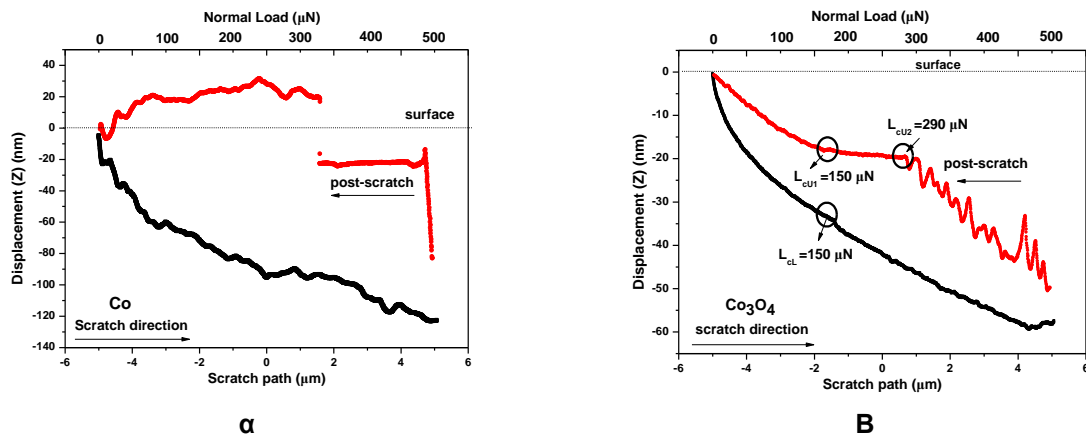 Normal Load (μN)
0 100 200 300 400 500
40
20
0
-20
-40
-60
-80
-100
-120
-140
Displacement (Z) (nm)
surface
post-scratch
Co
Scratch direction
-6 -4 -2 0 2 4 6
Scratch path (μm)
α
Normal Load (μN)
0 100 200 300 400 500
0
-10
-20
-30
-40
-50
-60
Displacement (Z) (nm)
surface
LcU2=290 μN
LcU1=150 μN
post-scratch
LcL=150 μN
Co3O4
scratch direction
-6 -4 -2 0 2 4 6
Scratch path (μm)
B